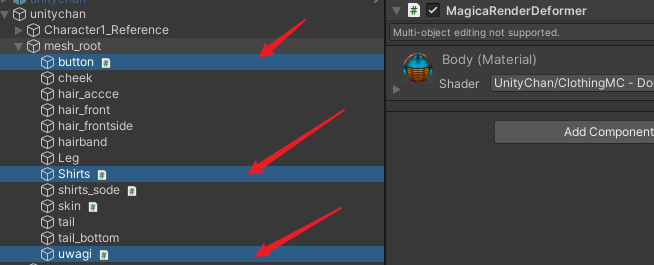 unitychan
unitychan
Character1_Reference
mesh_root
button #
cheek
hair_accce
hair_front
hair_frontside
hairband
Leg
Shirts #
shirts_sode #
skin #
tail
tail_bottom
uwagi #
# MagicaRenderDeformer
Multi-object editing not supported.
Body (Material)
Shader UnityChan/ClothingMC - Do
Add Component